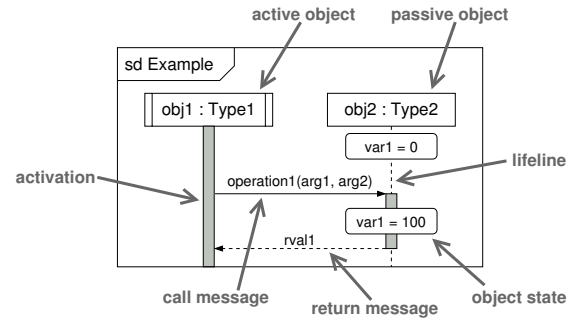 active object
passive object
sd Example
obj1 : Type1
obj2 : Type2
var1 = 0
lifeline
activation
operation1(arg1, arg2)
var1 = 100
rval1
call message
return message
object state